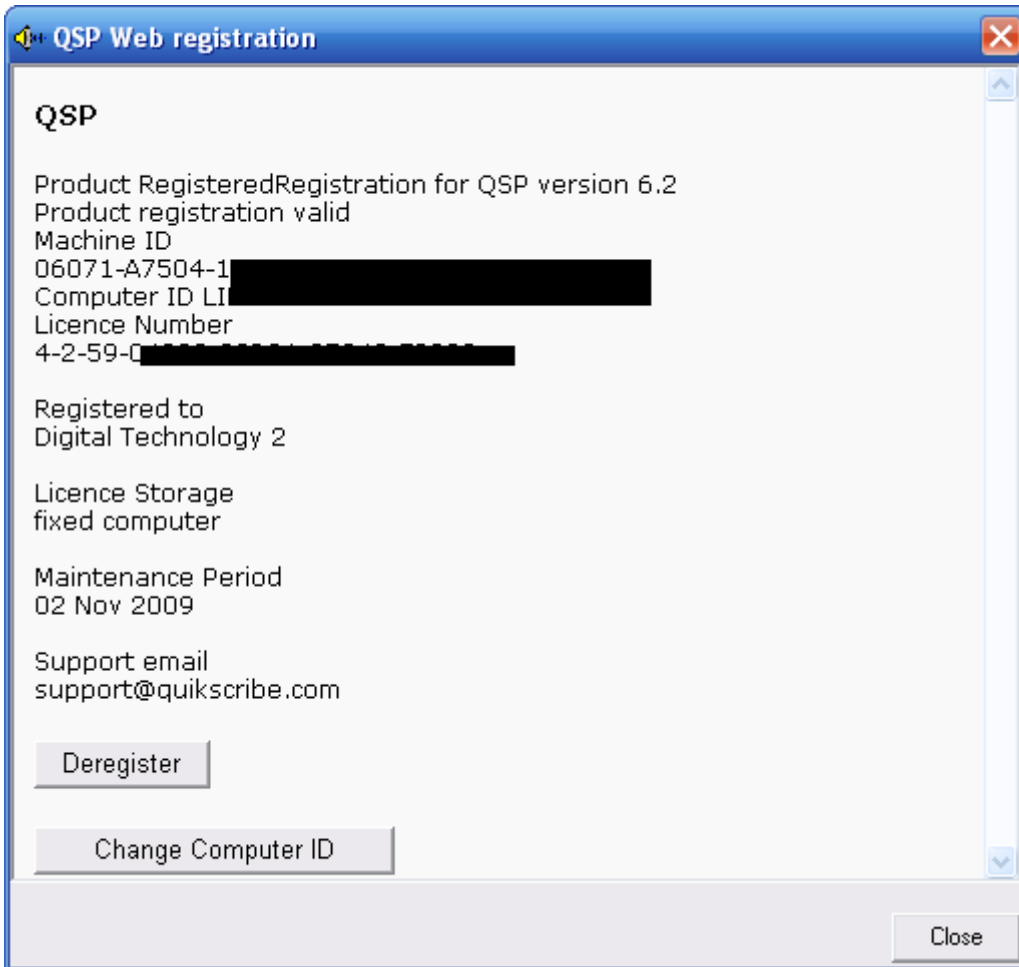 QSP Web registration
QSP
Product RegisteredRegistration for QSP version 6.2
Product registration valid
Machine ID
06071-A7504-1
Computer ID
Licence Number
4-2-59-
Registered to
Digital Technology 2
Licence Storage
fixed computer
Maintenance Period
02 Nov 2009
Support email
support@quikscribe.com
Deregister
Change Computer ID
Close